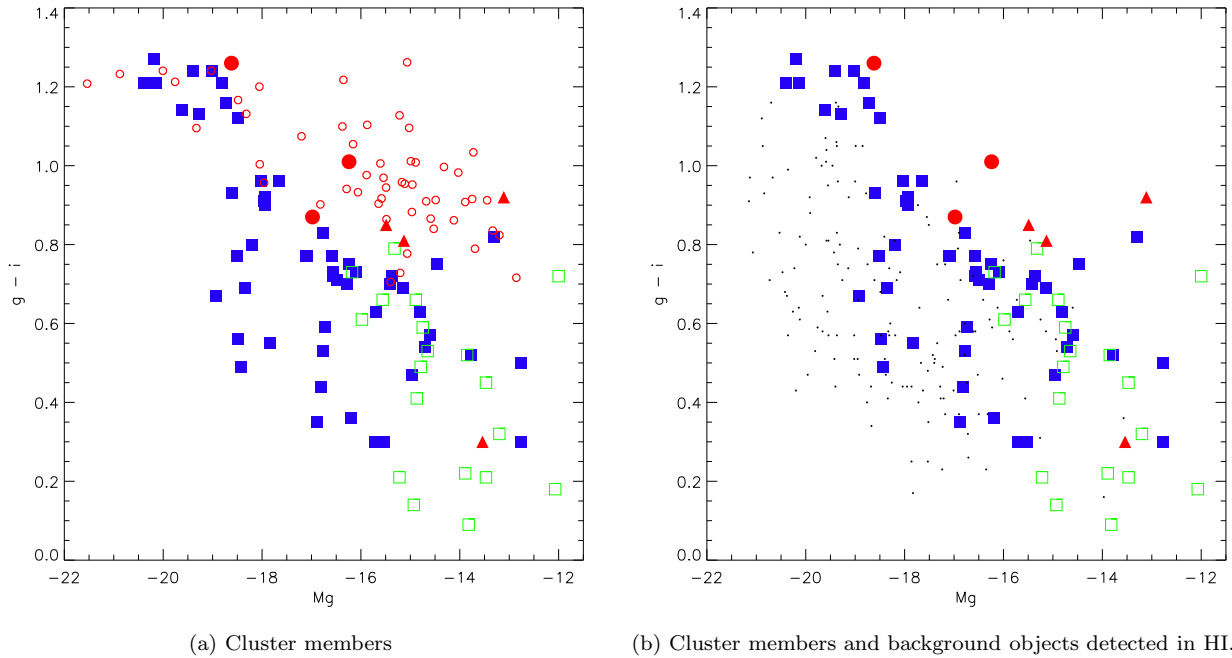 1.4
1.2
1.0
0.8
0.6
0.4
0.2
0.0
g − i
−22 −20 −18 −16 −14 −12
Mg
(a) Cluster members
1.4
1.2
1.0
0.8
0.6
0.4
0.2
0.0
g − i
−22 −20 −18 −16 −14 −12
Mg
(b) Cluster members and background objects detected in HI.